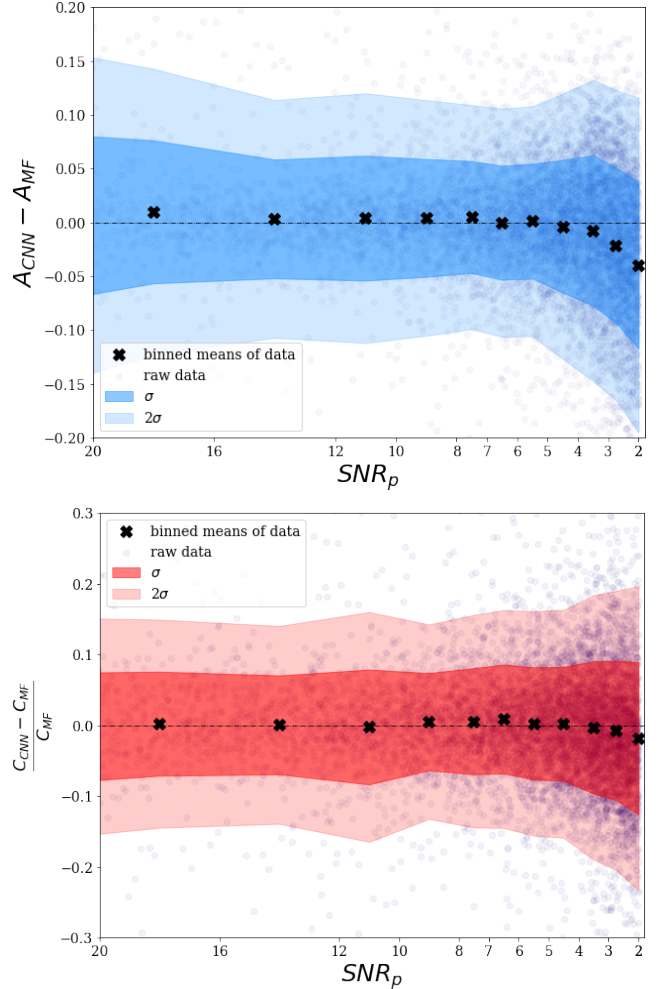 0.20
0.15
0.10
0.05
0.00
−0.05
−0.10
−0.15
−0.20
A_CNN − A_MF
binned means of data
raw data
σ
2σ
20 16 12 10 8 7 6 5 4 3 2
SNR_p
0.3
0.2
0.1
0.0
−0.1
−0.2
−0.3
C_CNN − C_MF
C_MF
binned means of data
raw data
σ
2σ
20 16 12 10 9 8 7 6 5 4 3 2
SNR_p